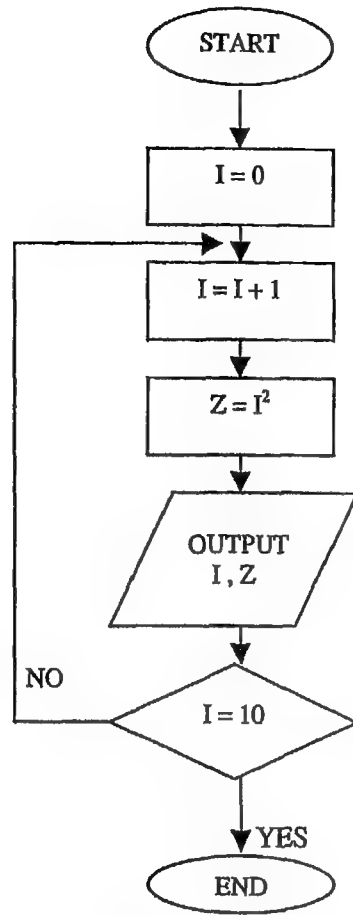 START
I = 0
I = I + 1
Z = I²
OUTPUT
I , Z
NO
I = 10
YES
END